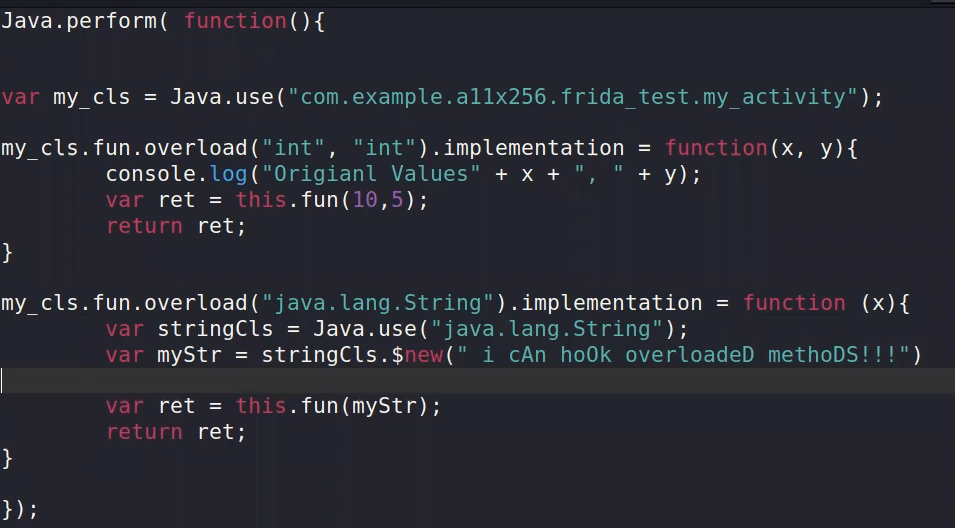 Java.perform( function(){
var my_cls = Java.use("com.example.a11x256.frida_test.my_activity");
my_cls.fun.overload("int", "int").implementation = function(x, y){
console.log("Origianl Values" + x + ", " + y);
var ret = this.fun(10,5);
return ret;
}
my_cls.fun.overload("java.lang.String").implementation = function (x){
var stringCls = Java.use("java.lang.String");
var myStr = stringCls.$new(" i cAn hoOk overloadeD methoDS!!!")
var ret = this.fun(myStr);
return ret;
}
});